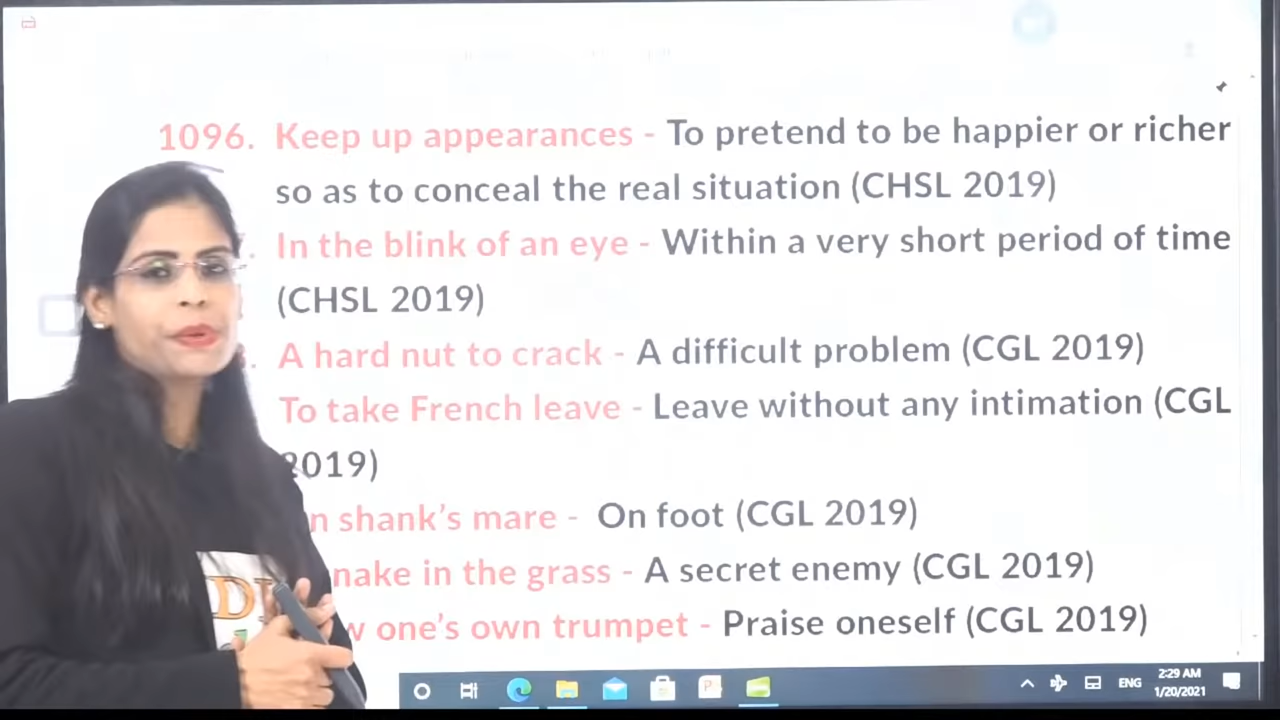 1096. Keep up appearances - To pretend to be happier or richer
so as to conceal the real situation (CHSL 2019)
In the blink of an eye - Within a very short period of time
(CHSL 2019)
A hard nut to crack - A difficult problem (CGL 2019)
To take French leave - Leave without any intimation (CGL
2019)
shank's mare - On foot (CGL 2019)
in the grass - A secret enemy (CGL 2019)
one's own trumpet - Praise oneself (CGL 2019)
ENG
2:29 AM
1/20/2021